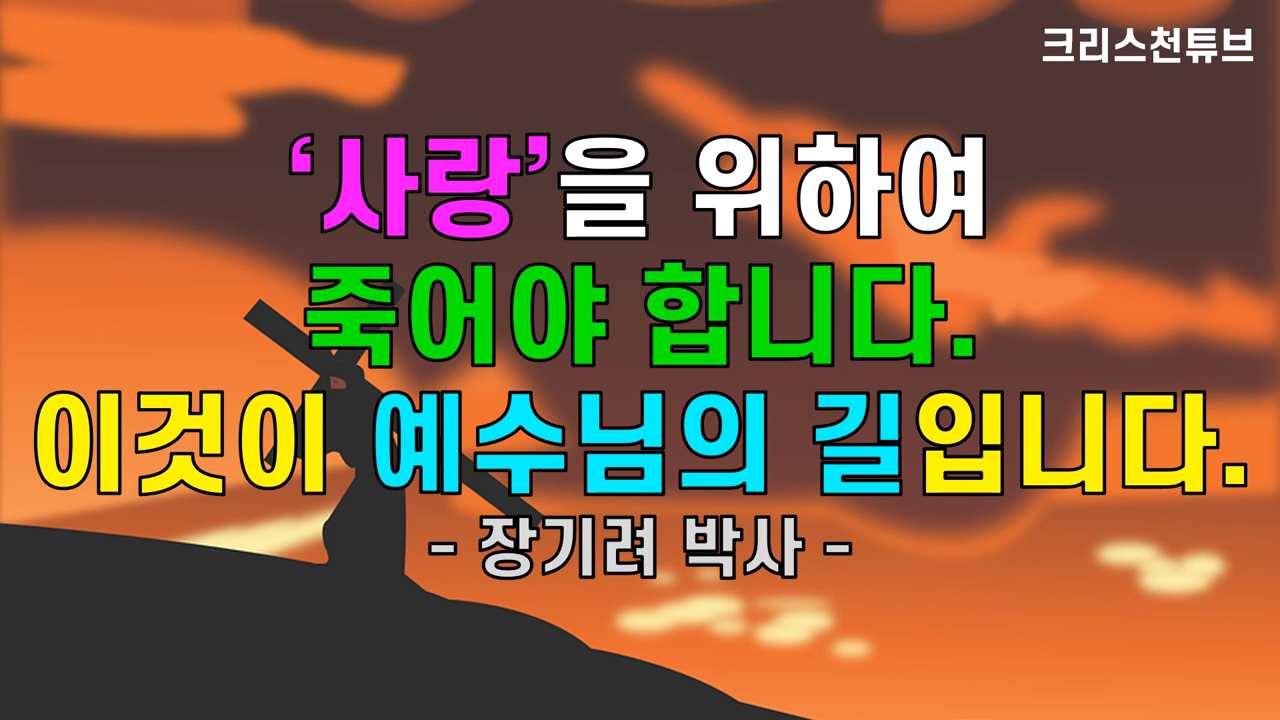 크리스천튜브
‘사랑’을 위하여
죽어야 합니다.
이것이 예수님의 길입니다.
- 장기려 박사 -